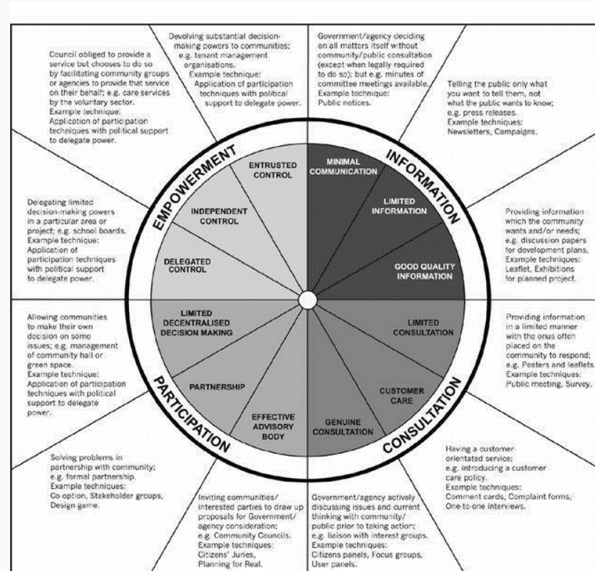 Council obliged to provide a
service but chooses to do so
by facilitating community groups
or agencies to provide that service
on their behalf; e.g. care services
by the voluntary sector.
Example technique:
Application of participation
techniques with political support
to delegate power.
Devolving substantial decision-
making powers to communities;
e.g. tenant management
organisations.
Example technique:
Application of participation
techniques with political
support to delegate power.
Government/agency deciding
on all matters itself without
community/public consultation
(except when legally required
to do so); but e.g. minutes of
committee meetings available.
Example technique:
Public notices.
Telling the public only what
you want to tell them, not
what the public wants to know;
e.g. press releases.
Example techniques:
Newsletters, Campaigns.
EMPOWERMENT
INFORMATION
ENTRUSTED
CONTROL
MINIMAL
COMMUNICATION
INDEPENDENT
CONTROL
LIMITED
INFORMATION
DELEGATED
CONTROL
GOOD QUALITY
INFORMATION
Delegating limited
decision-making powers
in a particular area or
project; e.g. school boards.
Example technique:
Application of
participation techniques
with political support
to delegate power.
Providing information
which the community
wants and/or needs;
e.g. discussion papers
for development plans.
Example techniques:
Leaflet, Exhibitions
for planned project.
Allowing communities
to make their own
decision on some
issues; e.g. management
of community hall or
green space.
Example technique:
Application of participation
techniques with political
support to delegate
power.
LIMITED
DECENTRALISED
DECISION MAKING
LIMITED
CONSULTATION
PARTNERSHIP
CUSTOMER
CARE
EFFECTIVE
ADVISORY
BODY
GENUINE
CONSULTATION
PARTICIPATION
CONSULTATION
Providing information
in a limited manner
with the onus often
placed on the
community to respond;
e.g. Posters and leaflets.
Example techniques:
Public meeting, Survey.
Solving problems in
partnership with community;
e.g. formal partnership.
Example techniques:
Co-option, Stakeholder groups,
Design game.
Inviting communities/
interested parties to draw up
proposals for Government/
agency consideration;
e.g. Community Councils.
Example techniques:
Citizens' Juries,
Planning for Real.
Government/agency actively
discussing issues and current
thinking with community/
public prior to taking action;
e.g. liaison with interest groups.
Example techniques:
Citizens panels, Focus groups,
User panels.
Having a customer-
orientated service;
e.g. introducing a customer
care policy.
Example techniques:
Comment cards, Complaint forms,
One-to-one interviews.